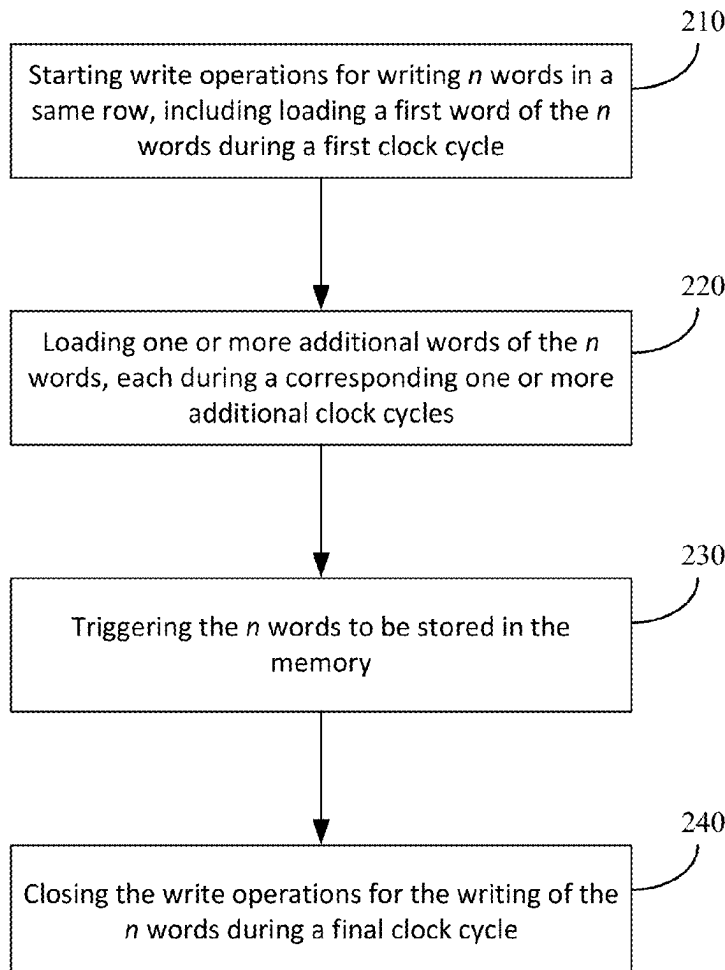 210
Starting write operations for writing n words in a
same row, including loading a first word of the n
words during a first clock cycle
220
Loading one or more additional words of the n
words, each during a corresponding one or more
additional clock cycles
230
Triggering the n words to be stored in the
memory
240
Closing the write operations for the writing of the
n words during a final clock cycle